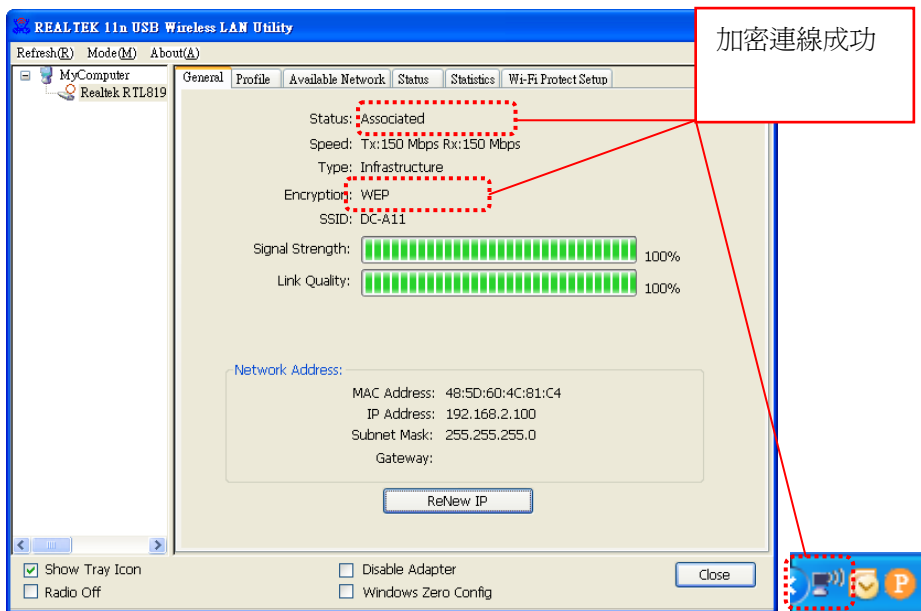 REALTEK 11n USB Wireless LAN Utility
加密連線成功
Refresh(R) Mode(M) About(A)
MyComputer
Realtek RTL819
General Profile Available Network Status Statistics Wi-Fi Protect Setup
Status: Associated
Speed: Tx:150 Mbps Rx:150 Mbps
Type: Infrastructure
Encryption: WEP
SSID: DC-A11
Signal Strength: 100%
Link Quality: 100%
Network Address:
MAC Address: 48:5D:60:4C:81:C4
IP Address: 192.168.2.100
Subnet Mask: 255.255.255.0
Gateway:
ReNew IP
Show Tray Icon
Disable Adapter
Close
Radio Off
Windows Zero Config
P